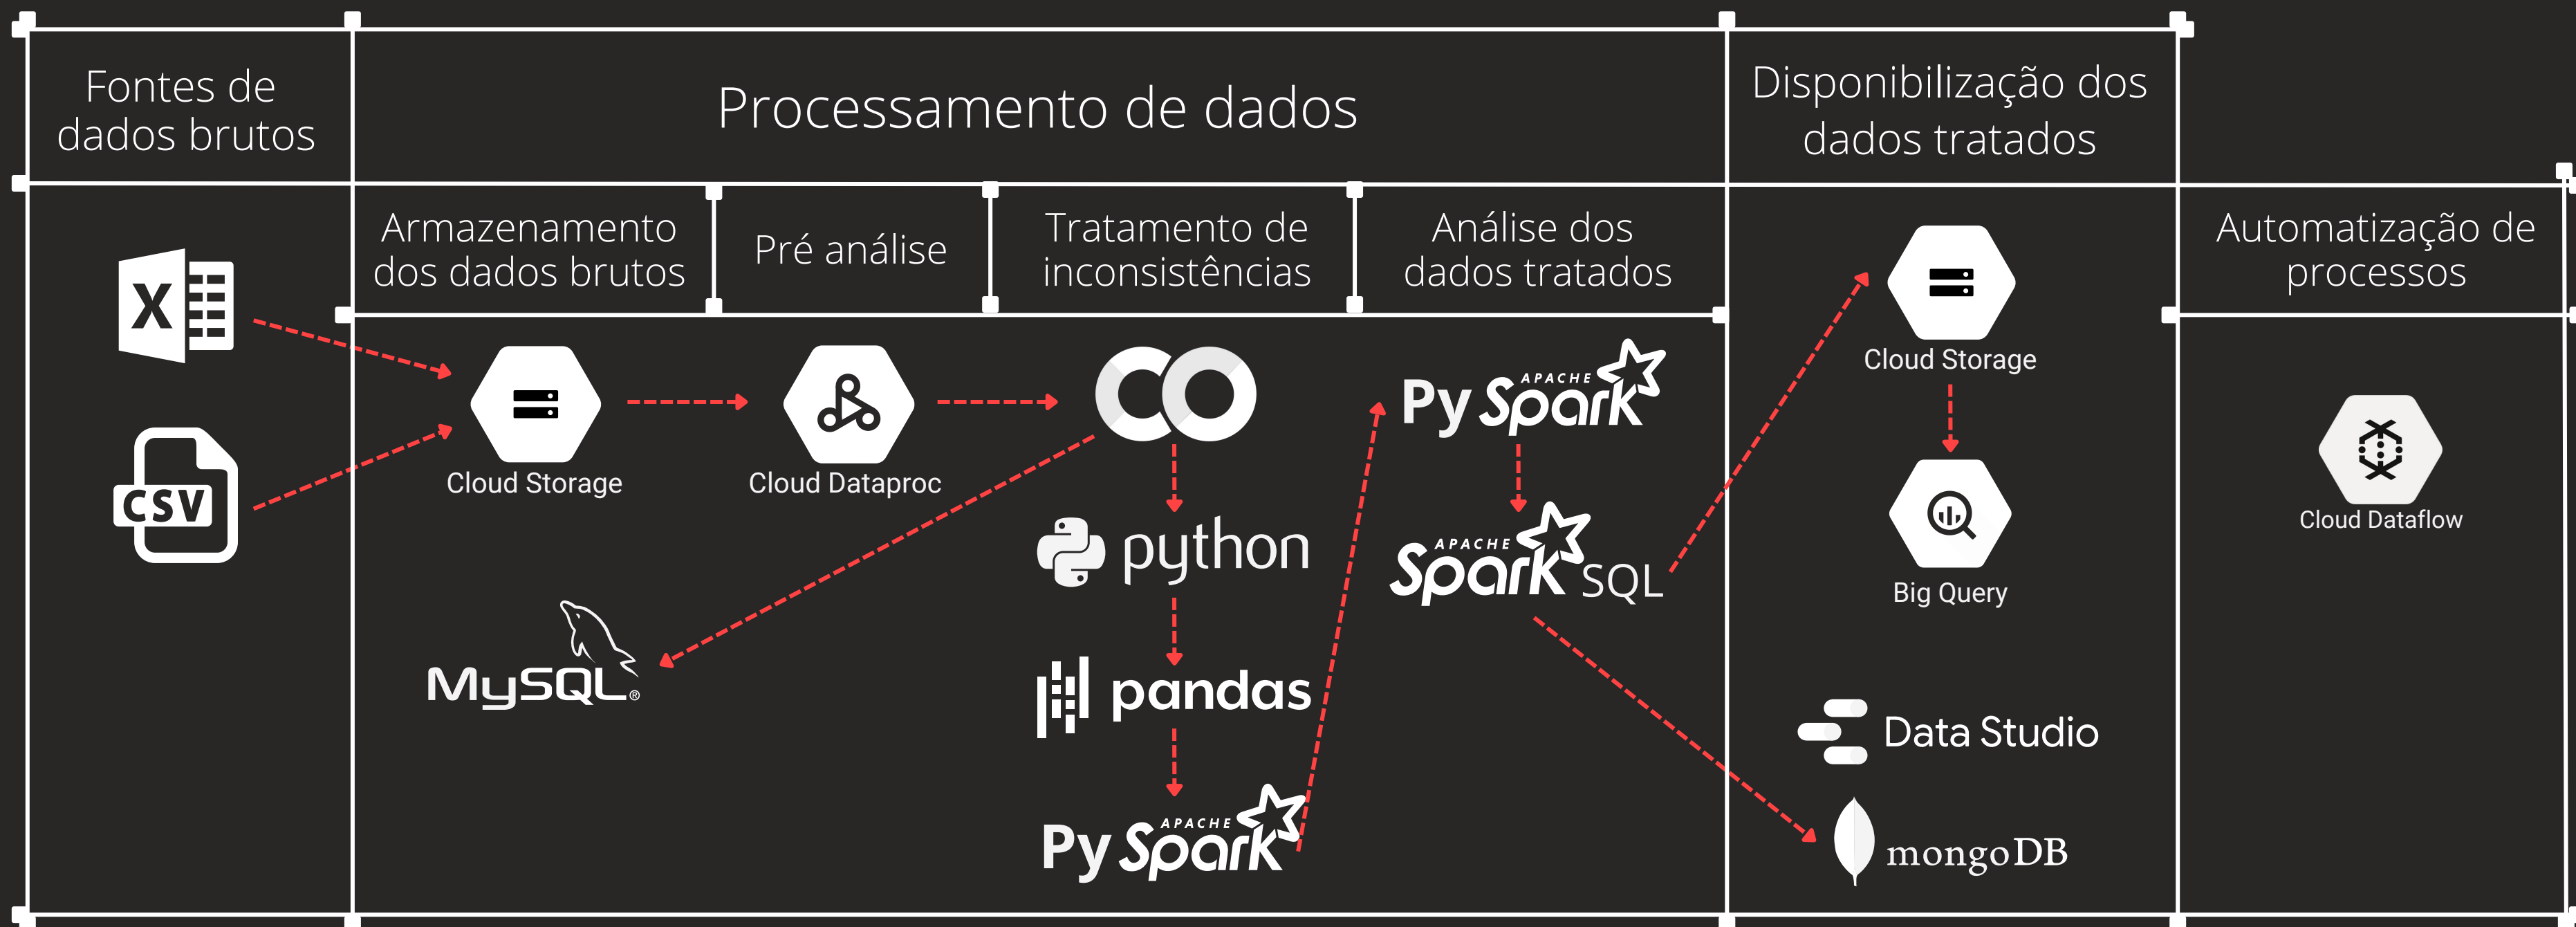 Fontes de
dados brutos
Processamento de dados
Disponibilização dos
dados tratados
Armazenamento
dos dados brutos
Pré análise
Tratamento de
inconsistências
Análise dos
dados tratados
Automatização de
processos
X
CSV
Cloud Storage
Cloud Dataproc
CO
python
pandas
Py APACHE Spark
MySQL®
Py APACHE Spark
APACHE Spark SQL
Cloud Storage
Big Query
Data Studio
mongoDB
Cloud Dataflow